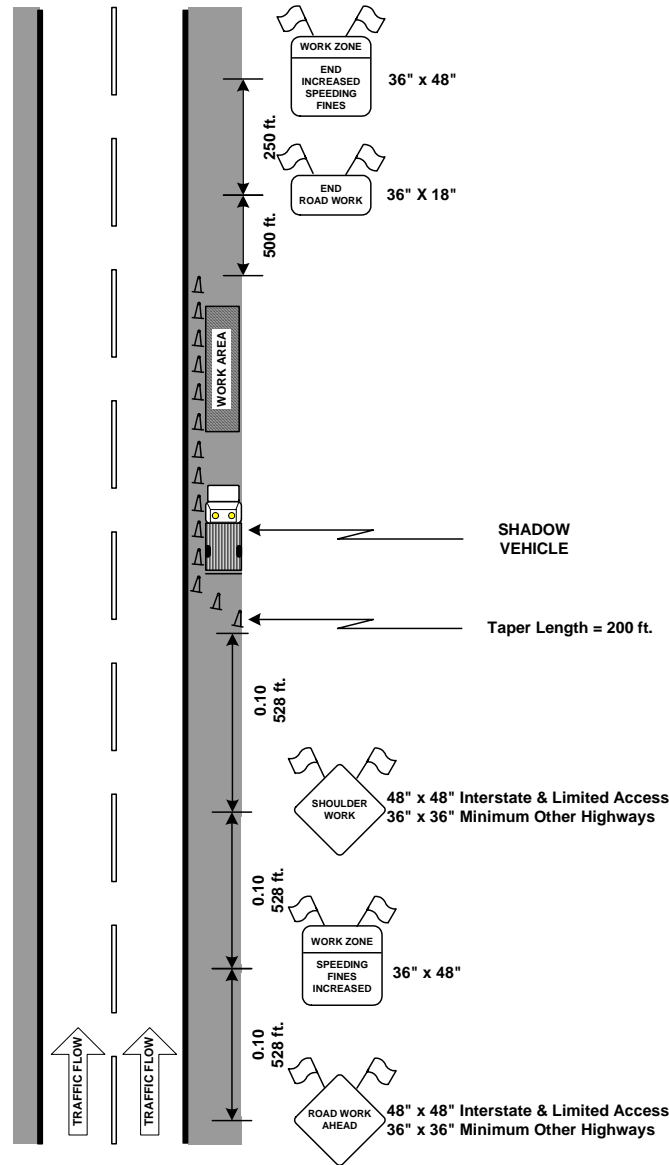 WORK ZONE
END
INCREASED
SPEEDING
FINES
36" x 48"
250 ft.
END
ROAD WORK
36" X 18"
500 ft.
WORK AREA
SHADOW
VEHICLE
Taper Length = 200 ft.
0.10
528 ft.
SHOULDER
WORK
48" x 48" Interstate & Limited Access
36" x 36" Minimum Other Highways
0.10
528 ft.
WORK ZONE
SPEEDING
FINES
INCREASED
36" x 48"
0.10
528 ft.
TRAFFIC FLOW
TRAFFIC FLOW
ROAD WORK
AHEAD
48" x 48" Interstate & Limited Access
36" x 36" Minimum Other Highways